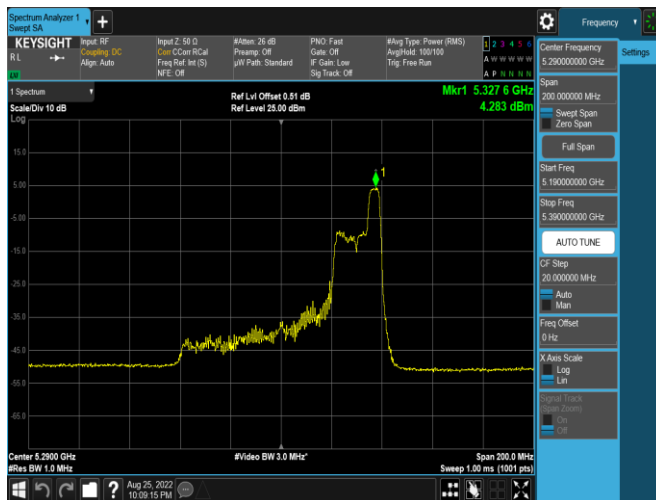 Spectrum Analyzer 1
Swept SA
Frequency
KEYSIGHT
Input: RF
Coupling: DC
Align: Auto
Input Z: 50 Ω
Corr CCorr RCal
Freq Ref: Int (S)
NFE: Off
#Atten: 26 dB
Preamp: Off
µW Path: Standard
PNO: Fast
Gate: Off
IF Gain: Low
Sig Track: Off
#Avg Type: Power (RMS)
Avg|Hold: 100/100
Trig: Free Run
1 2 3 4 5 6
A W W W W W
A P N N N N
R L
Settings
Center Frequency
5.290000000 GHz
Span
200.000000 MHz
Swept Span
Zero Span
Full Span
Start Freq
5.190000000 GHz
Stop Freq
5.390000000 GHz
AUTO TUNE
CF Step
20.000000 MHz
Auto
Man
Freq Offset
0 Hz
X Axis Scale
Log
Lin
Signal Track
(Span Zoom)
On
Off
1 Spectrum
Scale/Div 10 dB
Log
Ref Lvl Offset 0.51 dB
Ref Level 25.00 dBm
Mkr1 5.327 6 GHz
4.283 dBm
1
15.0
5.00
-5.00
-15.0
-25.0
-35.0
-45.0
-55.0
-65.0
Center 5.2900 GHz
#Res BW 1.0 MHz
#Video BW 3.0 MHz*
Span 200.0 MHz
Sweep 1.00 ms (1001 pts)
Aug 25, 2022
10:09:15 PM